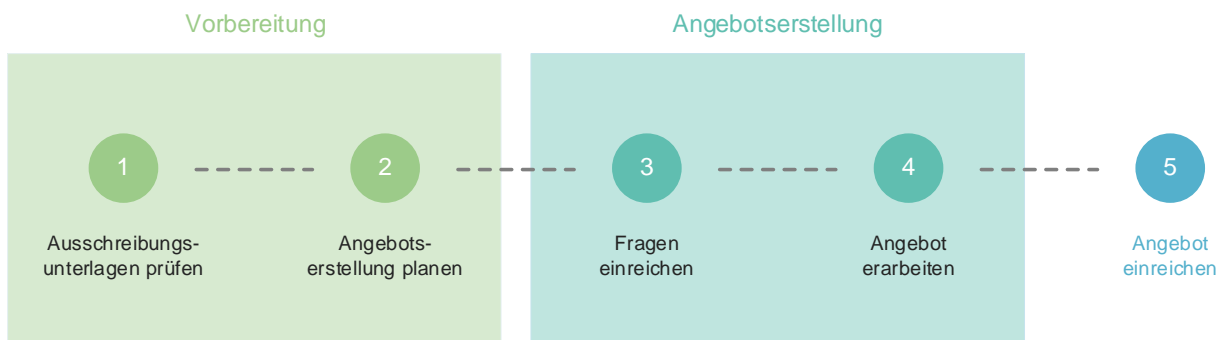 Vorbereitung
Angebotserstellung
1
2
3
4
5
Ausschreibungs-
unterlagen prüfen
Angebots-
erstellung planen
Fragen
einreichen
Angebot
erarbeiten
Angebot
einreichen